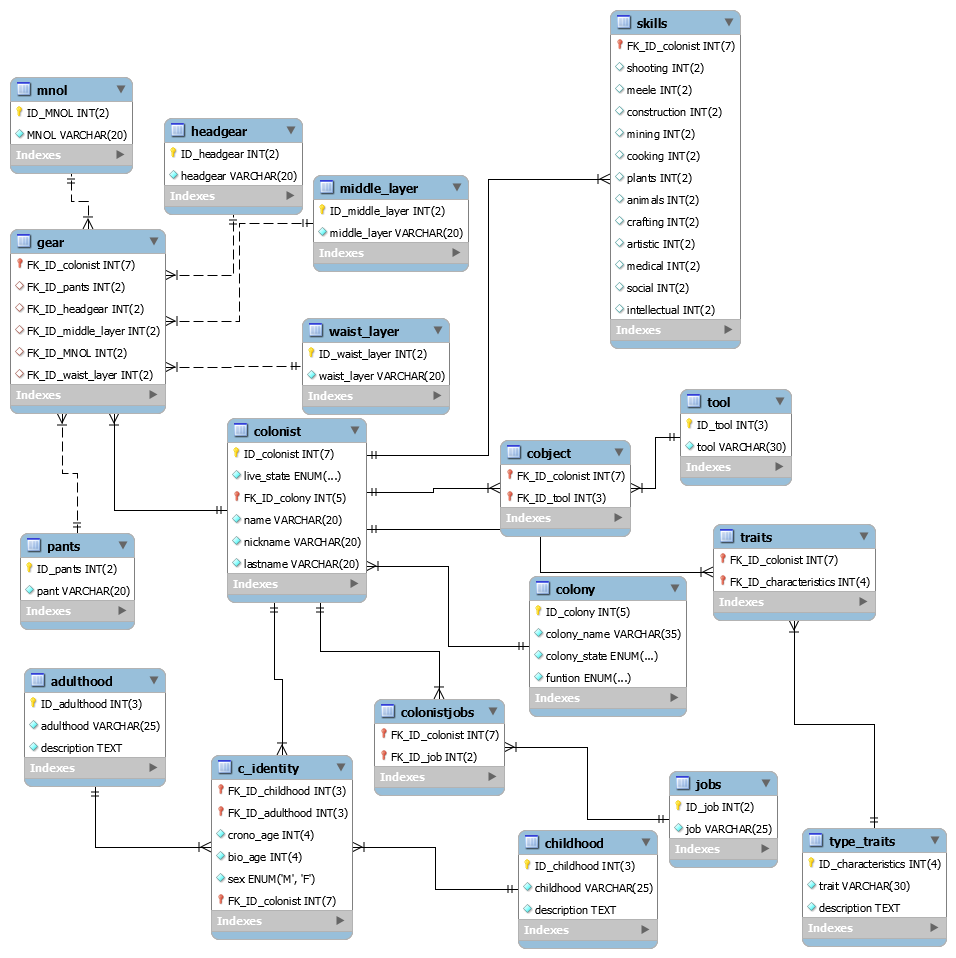 skills
FK_ID_colonist INT(7)
shooting INT(2)
meele INT(2)
construction INT(2)
mining INT(2)
cooking INT(2)
plants INT(2)
animals INT(2)
crafting INT(2)
artistic INT(2)
medical INT(2)
social INT(2)
intellectual INT(2)
Indexes
mnol
ID_MNOL INT(2)
MNOL VARCHAR(20)
Indexes
headgear
ID_headgear INT(2)
headgear VARCHAR(20)
Indexes
middle_layer
ID_middle_layer INT(2)
middle_layer VARCHAR(20)
Indexes
gear
FK_ID_colonist INT(7)
FK_ID_pants INT(2)
FK_ID_headgear INT(2)
FK_ID_middle_layer INT(2)
FK_ID_MNOL INT(2)
FK_ID_waist_layer INT(2)
Indexes
waist_layer
ID_waist_layer INT(2)
waist_layer VARCHAR(20)
Indexes
colonist
ID_colonist INT(7)
live_state ENUM(...)
FK_ID_colony INT(5)
name VARCHAR(20)
nickname VARCHAR(20)
lastname VARCHAR(20)
Indexes
cobject
FK_ID_colonist INT(7)
FK_ID_tool INT(3)
Indexes
tool
ID_tool INT(3)
tool VARCHAR(30)
Indexes
pants
ID_pants INT(2)
pant VARCHAR(20)
Indexes
traits
FK_ID_colonist INT(7)
FK_ID_characteristics INT(4)
Indexes
colony
ID_colony INT(5)
colony_name VARCHAR(35)
colony_state ENUM(...)
funtion ENUM(...)
Indexes
adulthood
ID_adulthood INT(3)
adulthood VARCHAR(25)
description TEXT
Indexes
colonistjobs
FK_ID_colonist INT(7)
FK_ID_job INT(2)
Indexes
c_identity
FK_ID_childhood INT(3)
FK_ID_adulthood INT(3)
crono_age INT(4)
bio_age INT(4)
sex ENUM('M', 'F')
FK_ID_colonist INT(7)
Indexes
jobs
ID_job INT(2)
job VARCHAR(25)
Indexes
childhood
ID_childhood INT(3)
childhood VARCHAR(25)
description TEXT
Indexes
type_traits
ID_characteristics INT(4)
trait VARCHAR(30)
description TEXT
Indexes